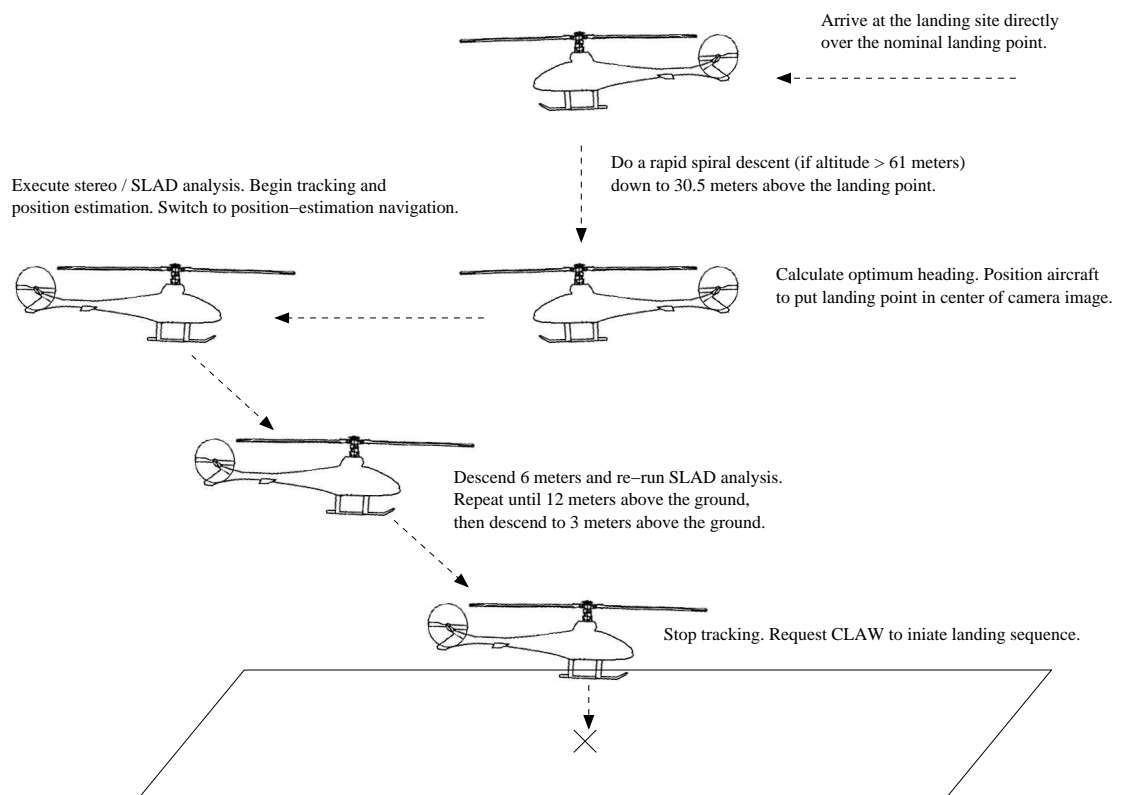 Arrive at the landing site directly
over the nominal landing point.
Do a rapid spiral descent (if altitude > 61 meters)
down to 30.5 meters above the landing point.
Execute stereo / SLAD analysis. Begin tracking and
position estimation. Switch to position−estimation navigation.
Calculate optimum heading. Position aircraft
to put landing point in center of camera image.
Descend 6 meters and re−run SLAD analysis.
Repeat until 12 meters above the ground,
then descend to 3 meters above the ground.
Stop tracking. Request CLAW to iniate landing sequence.